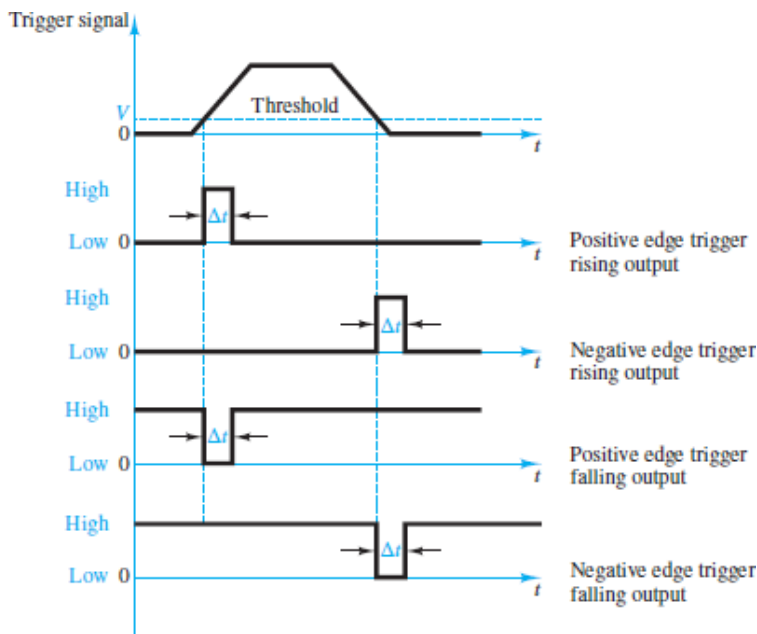 Trigger signal
V
Threshold
0
t
High
Δt
Low 0
t
Positive edge trigger
rising output
High
Δt
Low 0
t
Negative edge trigger
rising output
High
Δt
Low 0
t
Positive edge trigger
falling output
High
Δt
Low 0
t
Negative edge trigger
falling output